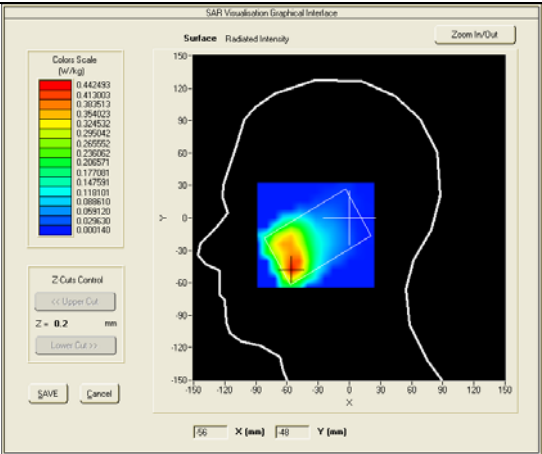 SAR Visualisation Graphical Interface
Surface Radiated Intensity
Zoom In/Out
Colors Scale
(W/kg)
0.442493
0.413003
0.383513
0.354023
0.324532
0.295042
0.265552
0.236062
0.206571
0.177081
0.147591
0.118101
0.088610
0.059120
0.029630
0.000140
Z-Cuts Control
<< Upper Cut
Z = 0.2 mm
Lower Cut >>
SAVE Cancel
150
120
90
60
30
0
-30
-60
-90
-120
-150
Y
-150 -120 -90 -60 -30 0 30 60 90 120 150
X
-56 X (mm) -48 Y (mm)